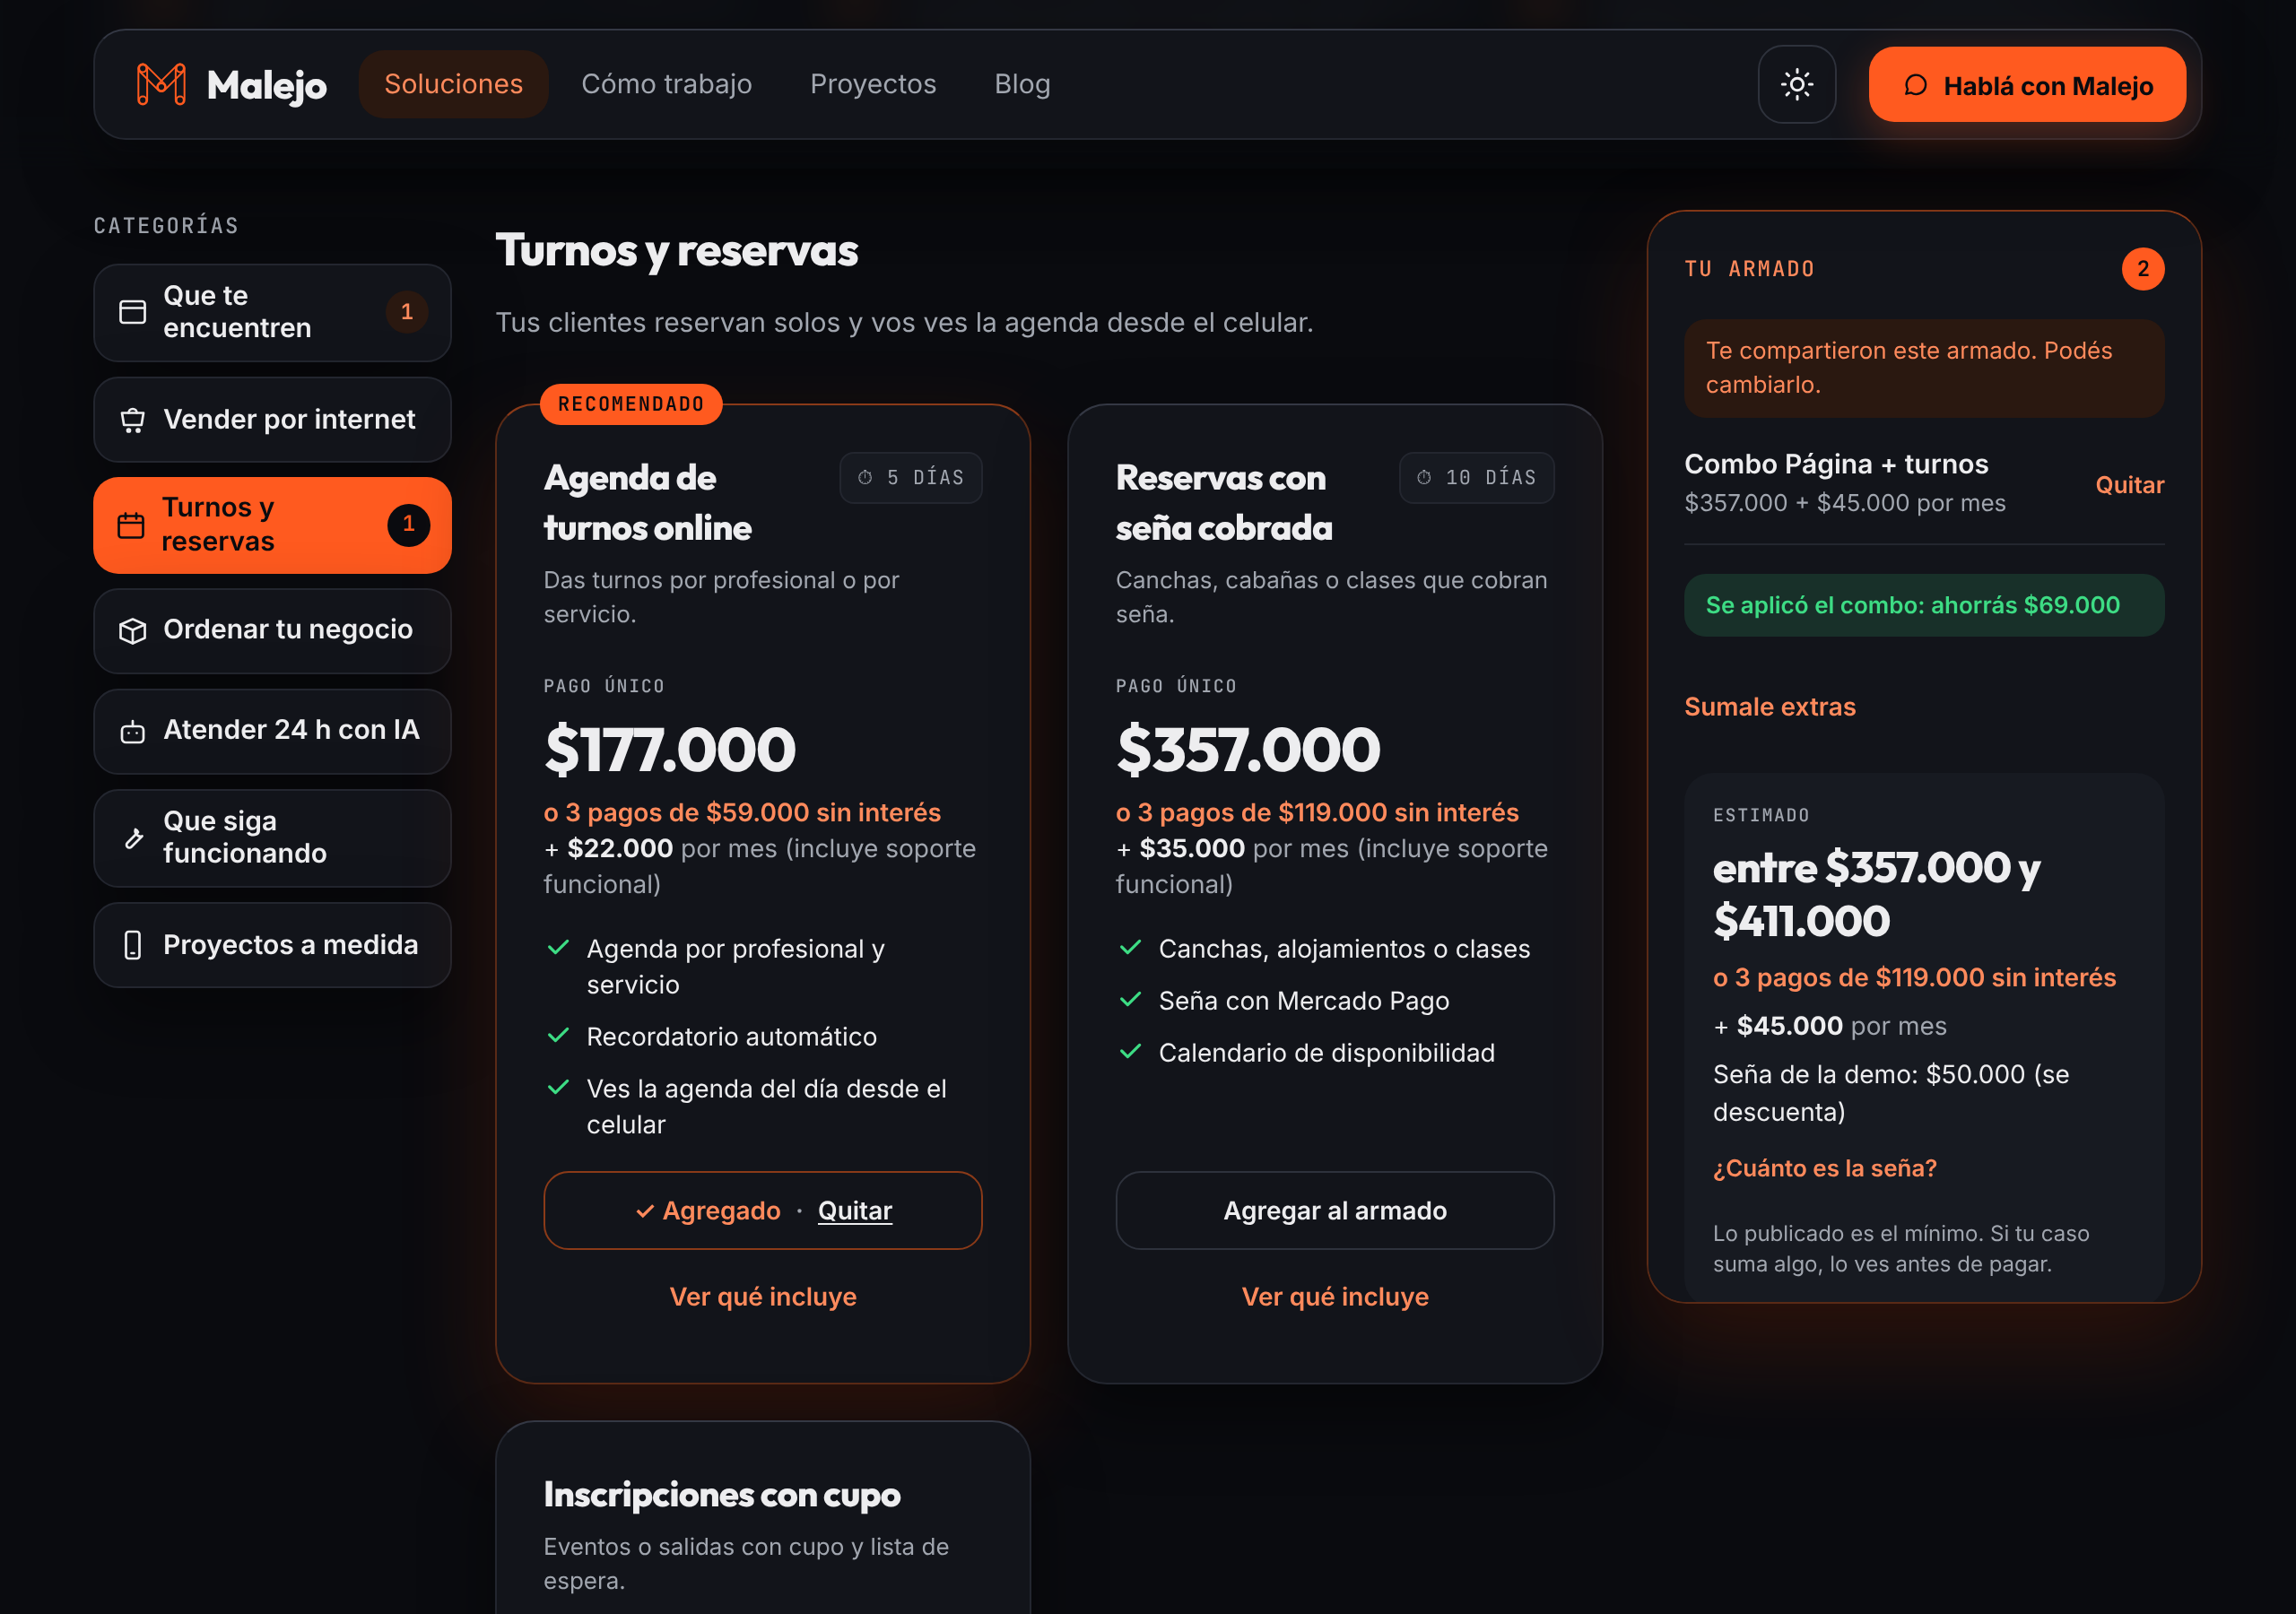 Malejo
Soluciones
Cómo trabajo
Proyectos
Blog
Hablá con Malejo
CATEGORÍAS
Que te
encuentren
1
Vender por internet
Turnos y
reservas
1
Ordenar tu negocio
Atender 24 h con IA
Que siga
funcionando
Proyectos a medida
Turnos y reservas
Tus clientes reservan solos y vos ves la agenda desde el celular.
RECOMENDADO
Agenda de
turnos online
⏱ 5 DÍAS
Das turnos por profesional o por
servicio.
PAGO ÚNICO
$177.000
o 3 pagos de $59.000 sin interés
+ $22.000 por mes (incluye soporte
funcional)
Agenda por profesional y
servicio
Recordatorio automático
Ves la agenda del día desde el
celular
✓ Agregado · Quitar
Ver qué incluye
Reservas con
seña cobrada
⏱ 10 DÍAS
Canchas, cabañas o clases que cobran
seña.
PAGO ÚNICO
$357.000
o 3 pagos de $119.000 sin interés
+ $35.000 por mes (incluye soporte
funcional)
Canchas, alojamientos o clases
Seña con Mercado Pago
Calendario de disponibilidad
Agregar al armado
Ver qué incluye
Inscripciones con cupo
Eventos o salidas con cupo y lista de
espera.
TU ARMADO
2
Te compartieron este armado. Podés
cambiarlo.
Combo Página + turnos
$357.000 + $45.000 por mes
Quitar
Se aplicó el combo: ahorrás $69.000
Sumale extras
ESTIMADO
entre $357.000 y
$411.000
o 3 pagos de $119.000 sin interés
+ $45.000 por mes
Seña de la demo: $50.000 (se
descuenta)
¿Cuánto es la seña?
Lo publicado es el mínimo. Si tu caso
suma algo, lo ves antes de pagar.